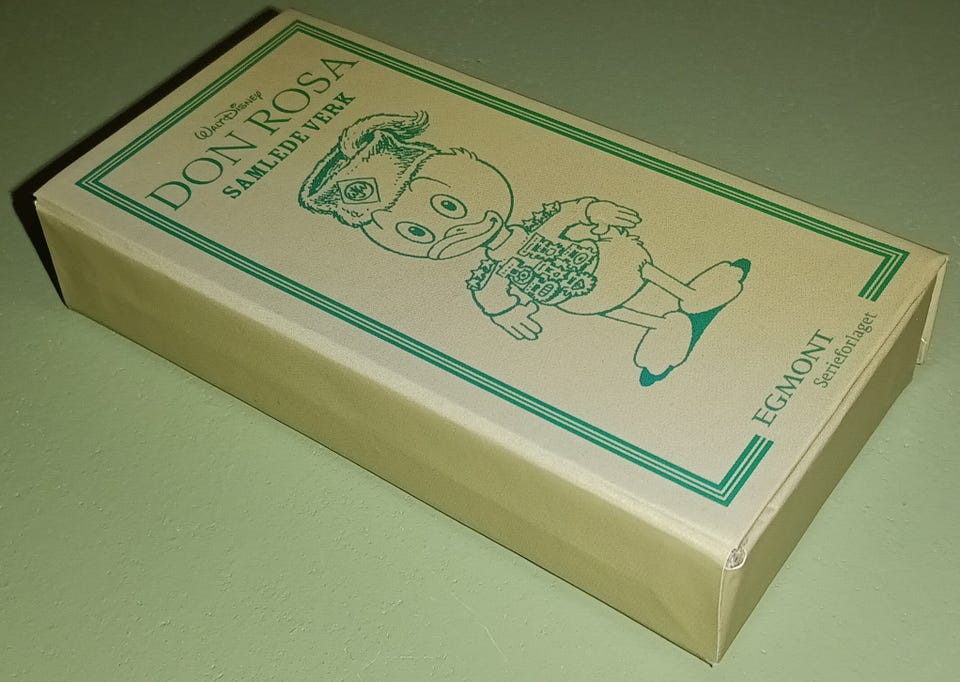 WALT DISNEY
DON ROSA
SAMLEDE VERK
EGMONT
Serieforlaget